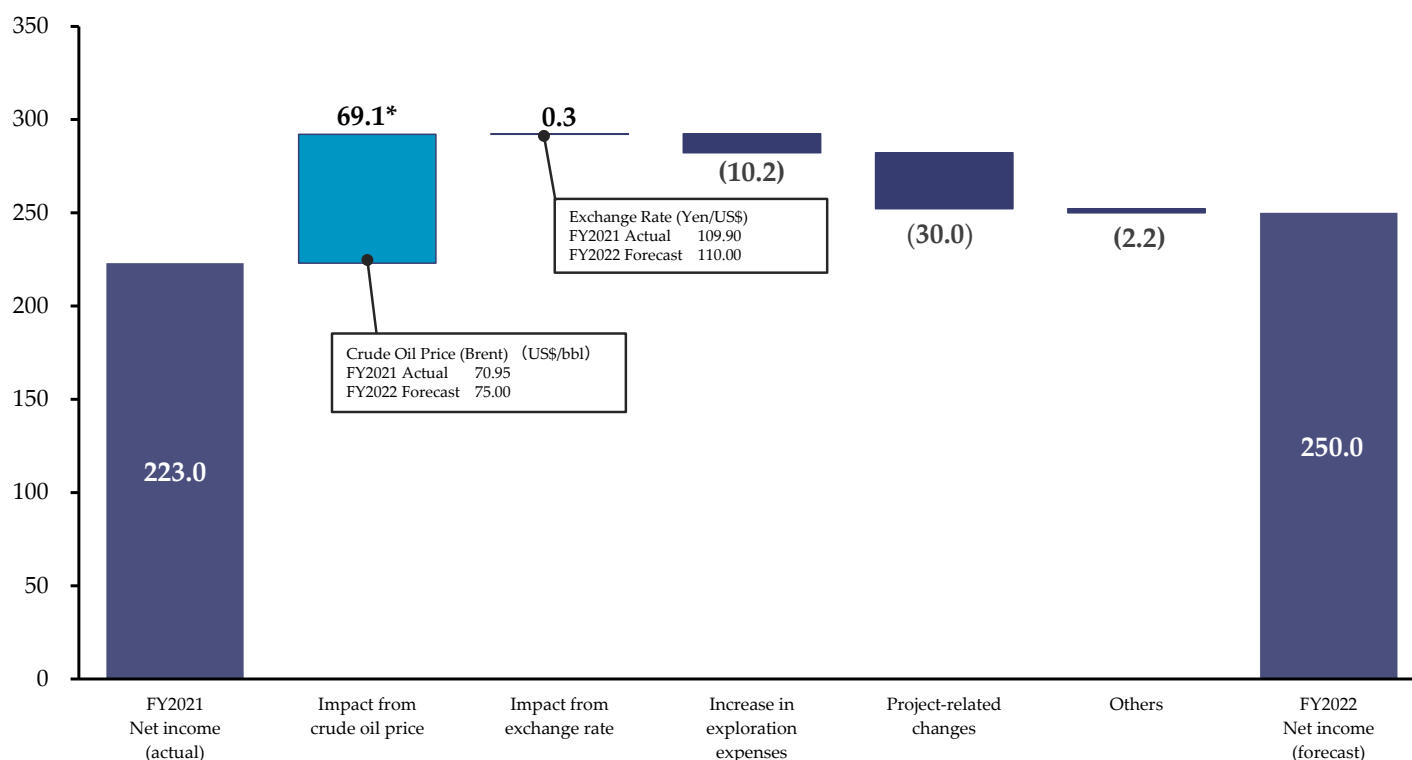 350
300
250
200
150
100
50
0
69.1*
0.3
(10.2)
(30.0)
(2.2)
Exchange Rate (Yen/US$)
FY2021 Actual 109.90
FY2022 Forecast 110.00
Crude Oil Price (Brent) (US$/bbl)
FY2021 Actual 70.95
FY2022 Forecast 75.00
223.0
250.0
FY2021
Net income
(actual)
Impact from
crude oil price
Impact from
exchange rate
Increase in
exploration
expenses
Project-related
changes
Others
FY2022
Net income
(forecast)